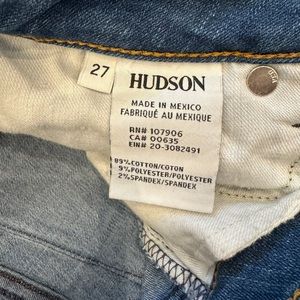 27
HUDSON
MADE IN MEXICO
FABRIQUÉ AU MEXIQUE
RN# 107906
CA# 00635
EIN# 20-3082491
89%COTTON/COTON
9%POLYESTER/POLYESTER
2%SPANDEX/SPANDEX